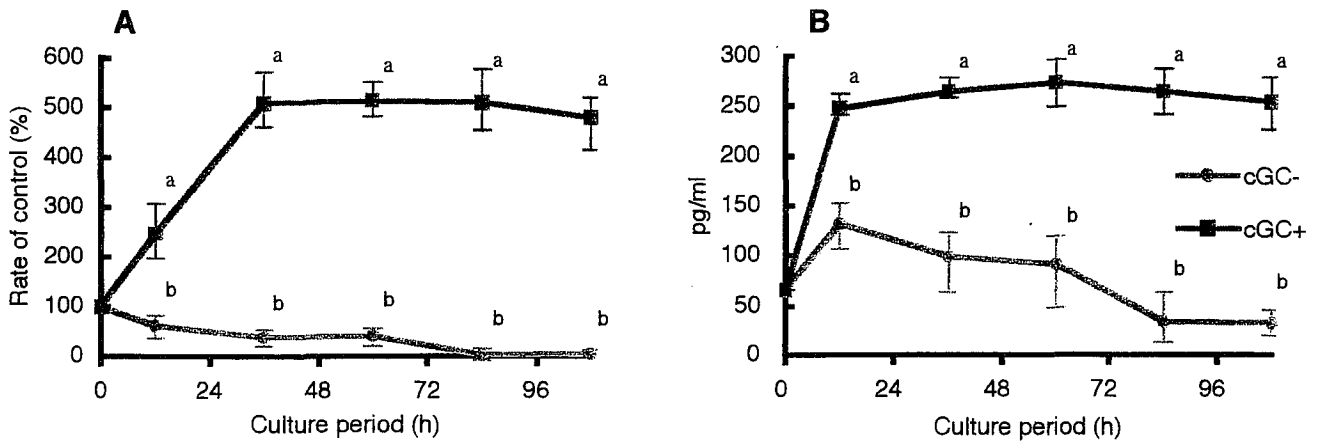 A
B
Rate of control (%)
600
500
400
300
200
100
0
a
a
a
a
a
b
b
b
b
b
0 24 48 72 96
Culture period (h)
pg/ml
300
250
200
150
100
50
0
a
a
a
a
a
b
b
b
b
b
cGC-
cGC+
0 24 48 72 96
Culture period (h)